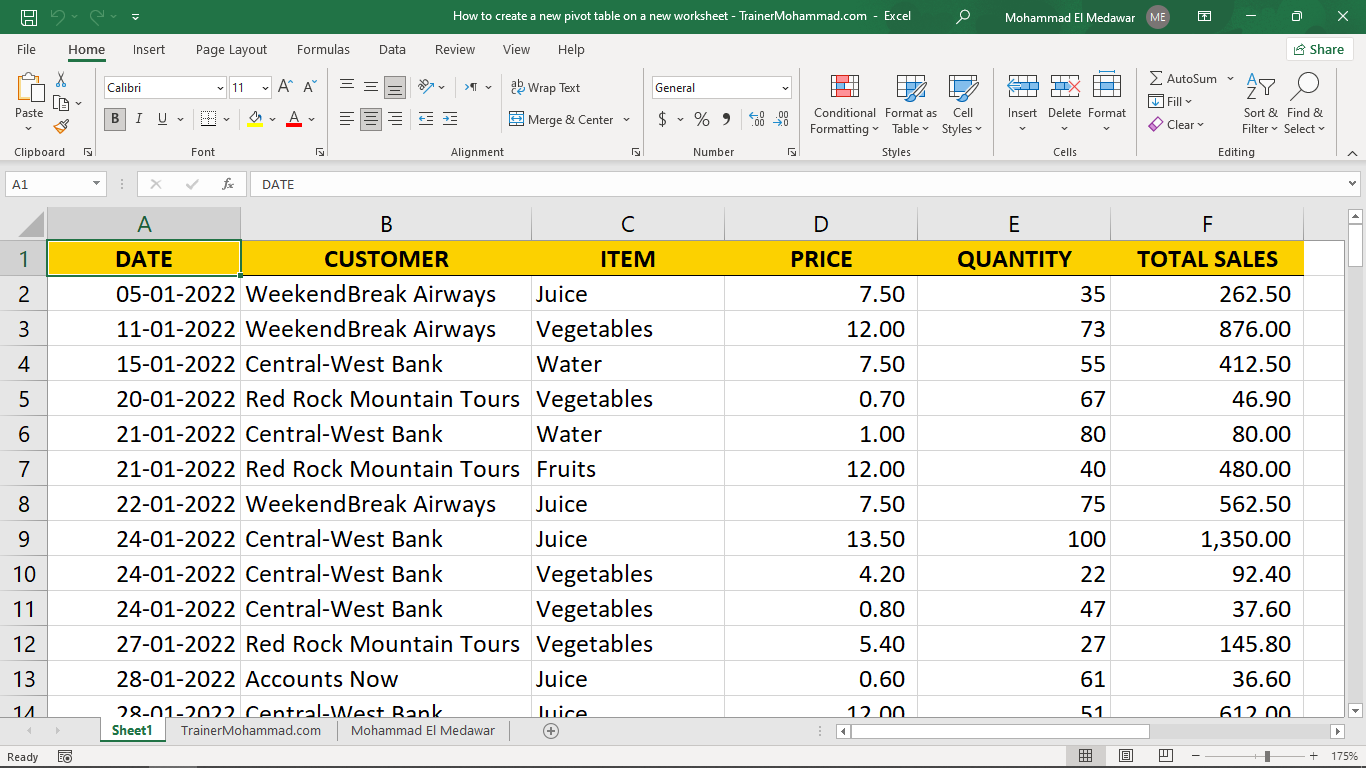 How to create a new pivot table on a new worksheet - TrainerMohammad.com - Excel
Mohammad El Medawar ME
File Home Insert Page Layout Formulas Data Review View Help Share
Paste
Calibri 11 A^ A˅
B I U A
ab Wrap Text
Merge & Center
General
$ % 9 .00 .00
Conditional Formatting
Format as Table
Cell Styles
Insert Delete Format
AutoSum
Fill
Clear
Sort & Filter
Find & Select
Clipboard Font Alignment Number Styles Cells Editing
A1 fx DATE
A B C D E F
1 DATE CUSTOMER ITEM PRICE QUANTITY TOTAL SALES
2 05-01-2022 WeekendBreak Airways Juice 7.50 35 262.50
3 11-01-2022 WeekendBreak Airways Vegetables 12.00 73 876.00
4 15-01-2022 Central-West Bank Water 7.50 55 412.50
5 20-01-2022 Red Rock Mountain Tours Vegetables 0.70 67 46.90
6 21-01-2022 Central-West Bank Water 1.00 80 80.00
7 21-01-2022 Red Rock Mountain Tours Fruits 12.00 40 480.00
8 22-01-2022 WeekendBreak Airways Juice 7.50 75 562.50
9 24-01-2022 Central-West Bank Juice 13.50 100 1,350.00
10 24-01-2022 Central-West Bank Vegetables 4.20 22 92.40
11 24-01-2022 Central-West Bank Vegetables 0.80 47 37.60
12 27-01-2022 Red Rock Mountain Tours Vegetables 5.40 27 145.80
13 28-01-2022 Accounts Now Juice 0.60 61 36.60
14 28-01-2022 Central-West Bank Juice 12.00 51 612.00
Sheet1 TrainerMohammad.com Mohammad El Medawar
Ready 175%